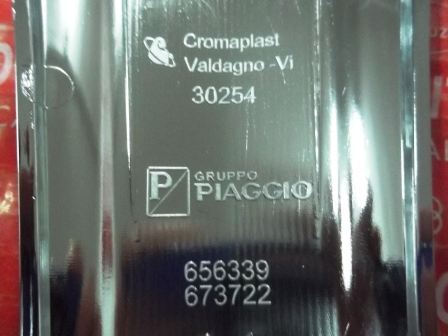 Cromaplast
Valdagno -Vi
30254
P
GRUPPO
PIAGGIO
656339
673722